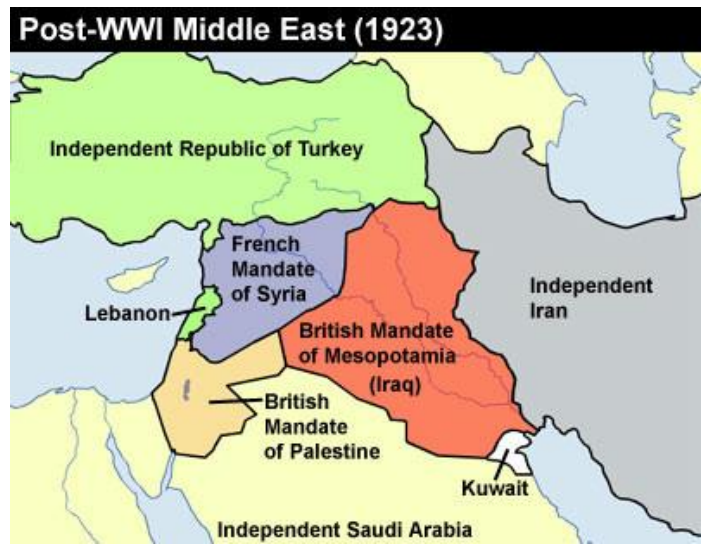 Post-WWI Middle East (1923)
Independent Republic of Turkey
French
Mandate
of Syria
Lebanon
Independent
Iran
British Mandate
of Mesopotamia
(Iraq)
British
Mandate
of Palestine
Kuwait
Independent Saudi Arabia